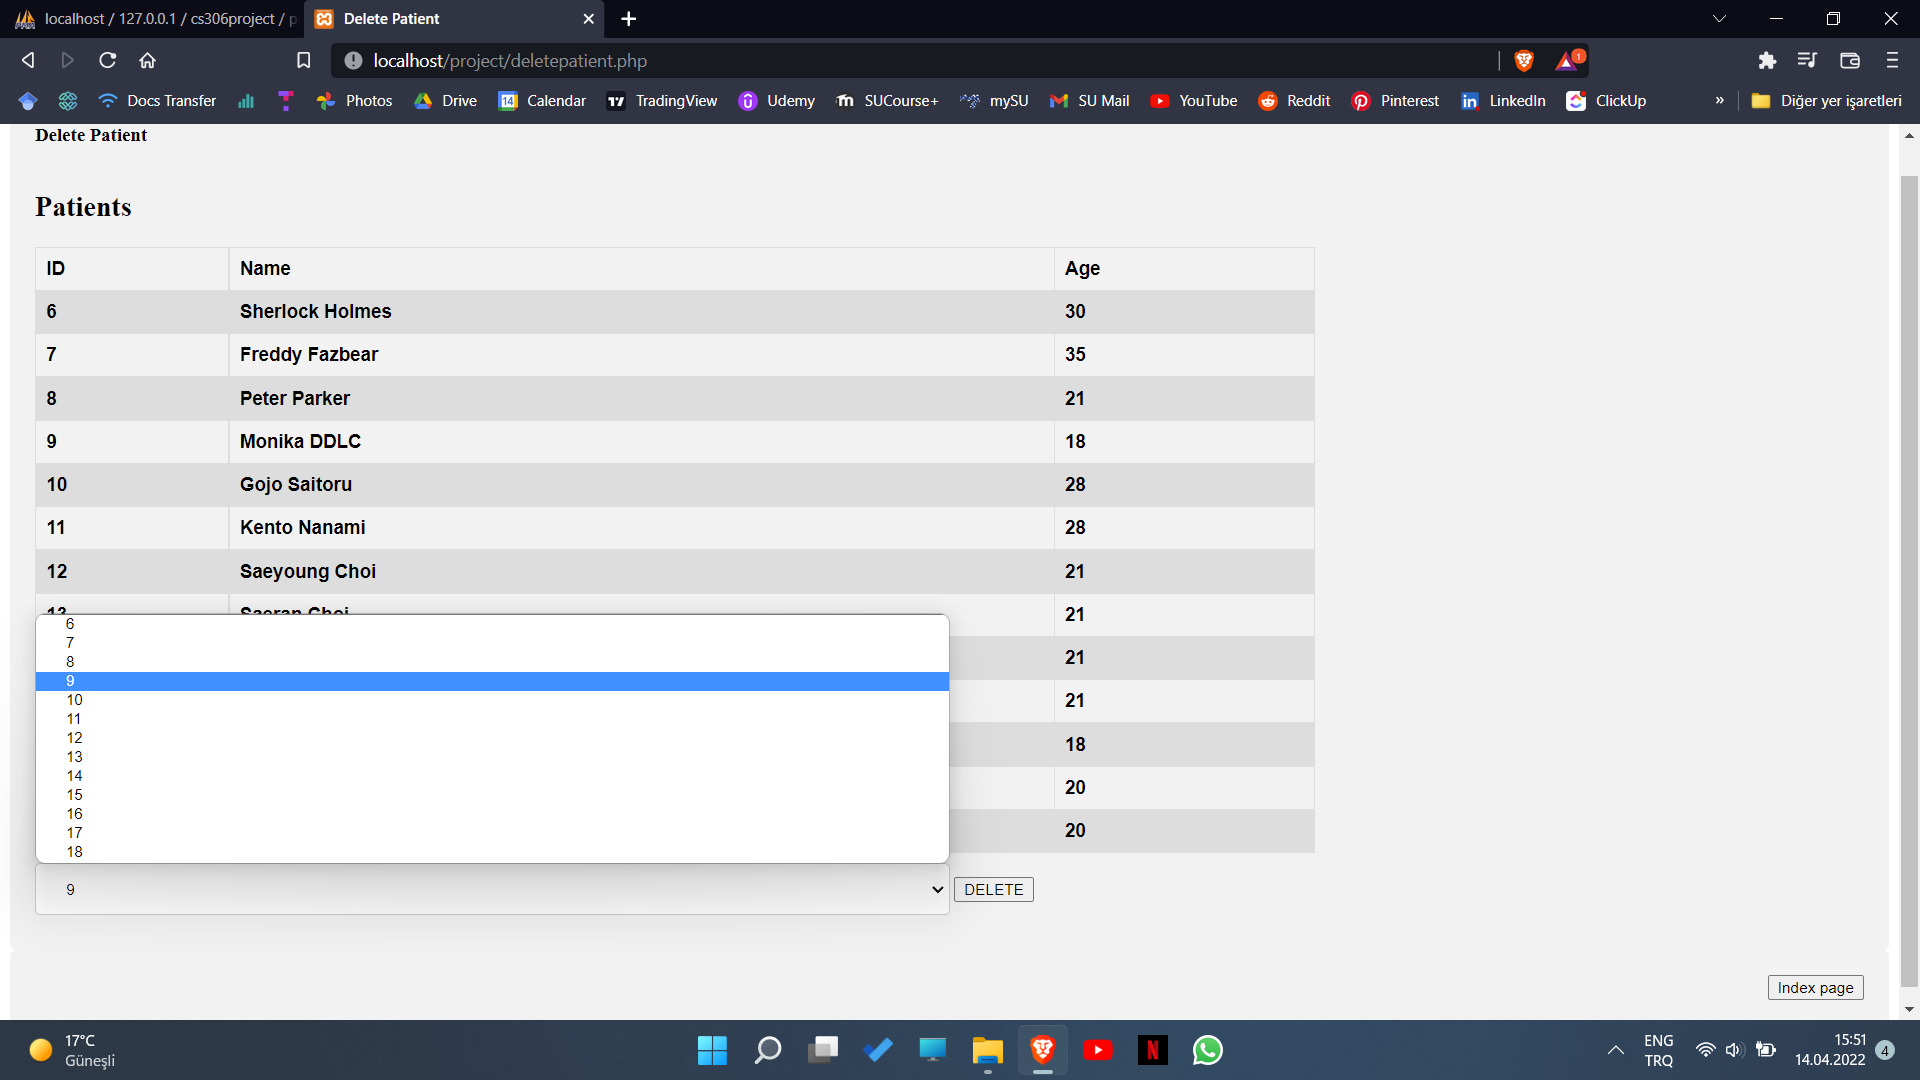 localhost / 127.0.0.1 / cs306project / p
Delete Patient
localhost/project/deletepatient.php
1
Docs Transfer
Photos
Drive
14
Calendar
TradingView
Udemy
SUCourse+
mySU
SU Mail
YouTube
Reddit
Pinterest
LinkedIn
ClickUp
»
Diğer yer işaretleri
Delete Patient
Patients
ID Name Age
6 Sherlock Holmes 30
7 Freddy Fazbear 35
8 Peter Parker 21
9 Monika DDLC 18
10 Gojo Saitoru 28
11 Kento Nanami 28
12 Saeyoung Choi 21
13 Saeran Choi 21
21
21
18
20
20
6
7
8
9
10
11
12
13
14
15
16
17
18
9
DELETE
Index page
17°C
Güneşli
ENG
TRQ
15:51
14.04.2022
4